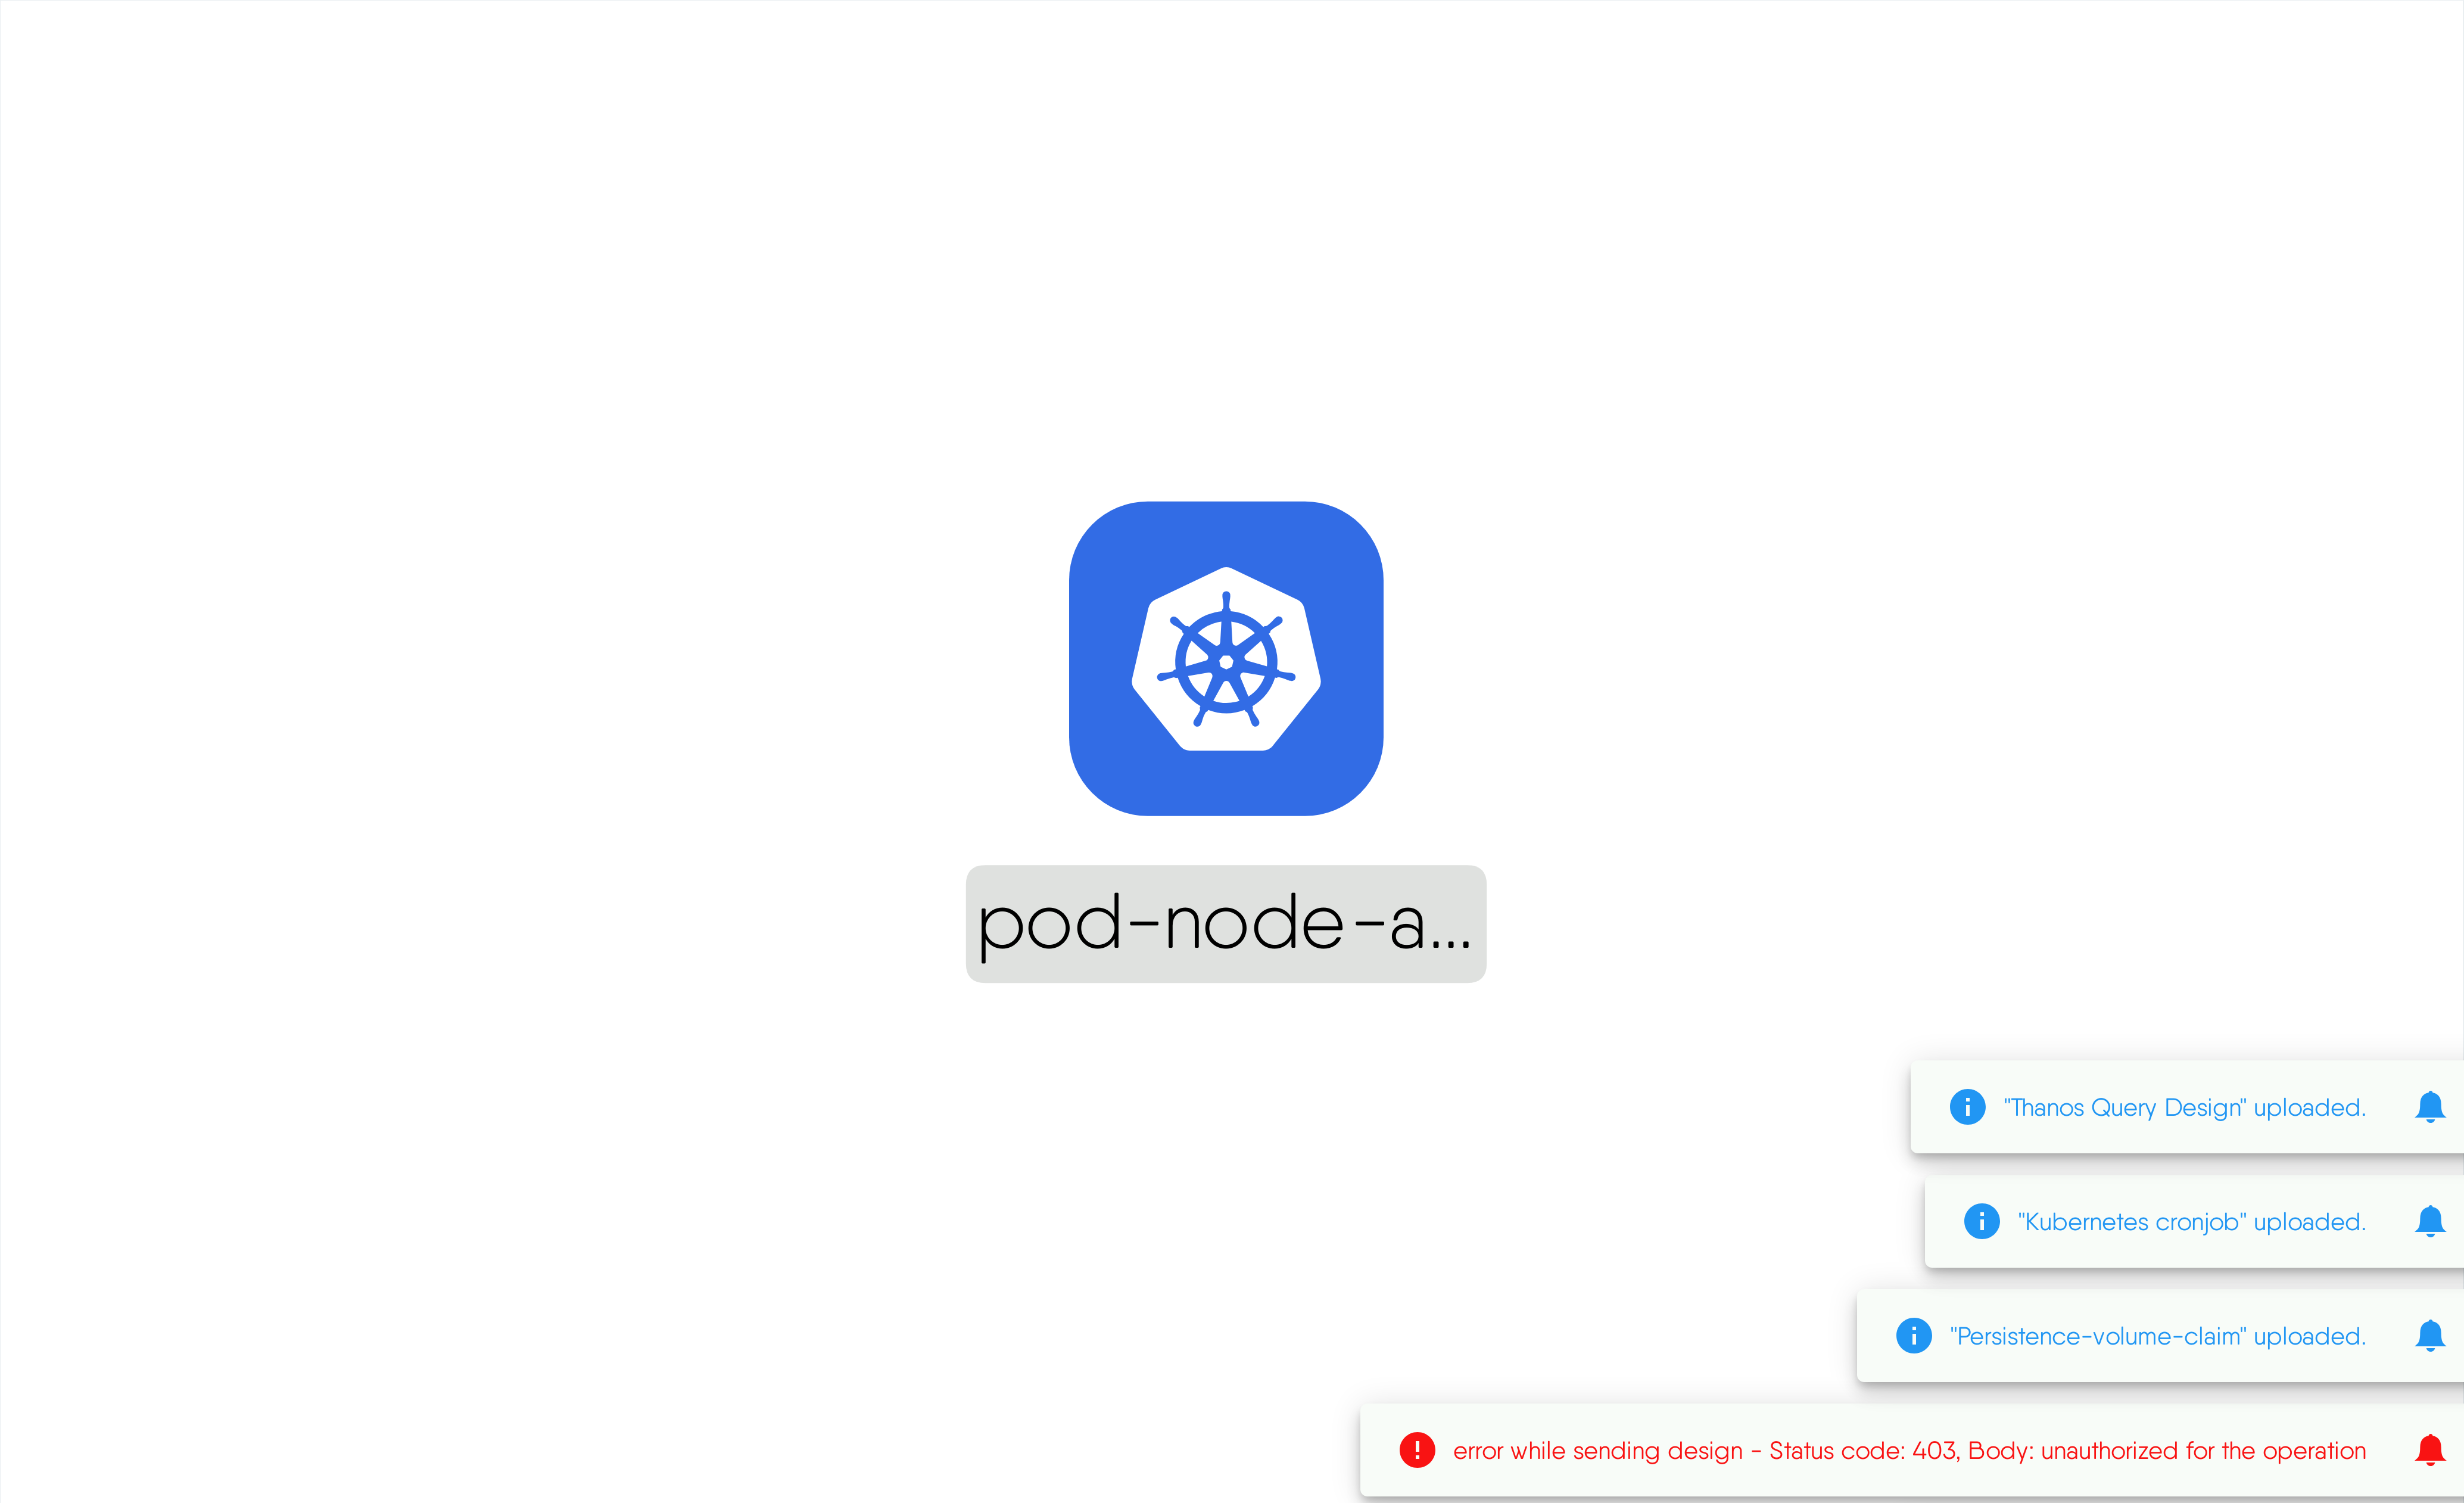 pod-node-a...
"Thanos Query Design" uploaded.
"Kubernetes cronjob" uploaded.
"Persistence-volume-claim" uploaded.
error while sending design - Status code: 403, Body: unauthorized for the operation